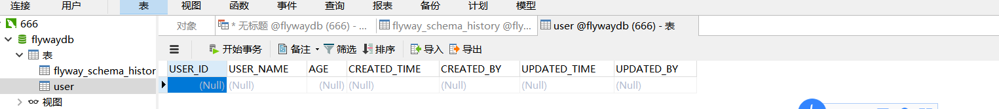 连接 用户 表 视图 函数 事件 查询 报表 备份 计划 模型
666
flywaydb
表
flyway_schema_histor
user
视图
对象 * 无标题 @flywaydb (666) - ... flyway_schema_history @fly... user @flywaydb (666) - 表
开始事务 备注 筛选 排序 导入 导出
USER_ID USER_NAME AGE CREATED_TIME CREATED_BY UPDATED_TIME UPDATED_BY
(Null) (Null) (Null) (Null) (Null) (Null) (Null)